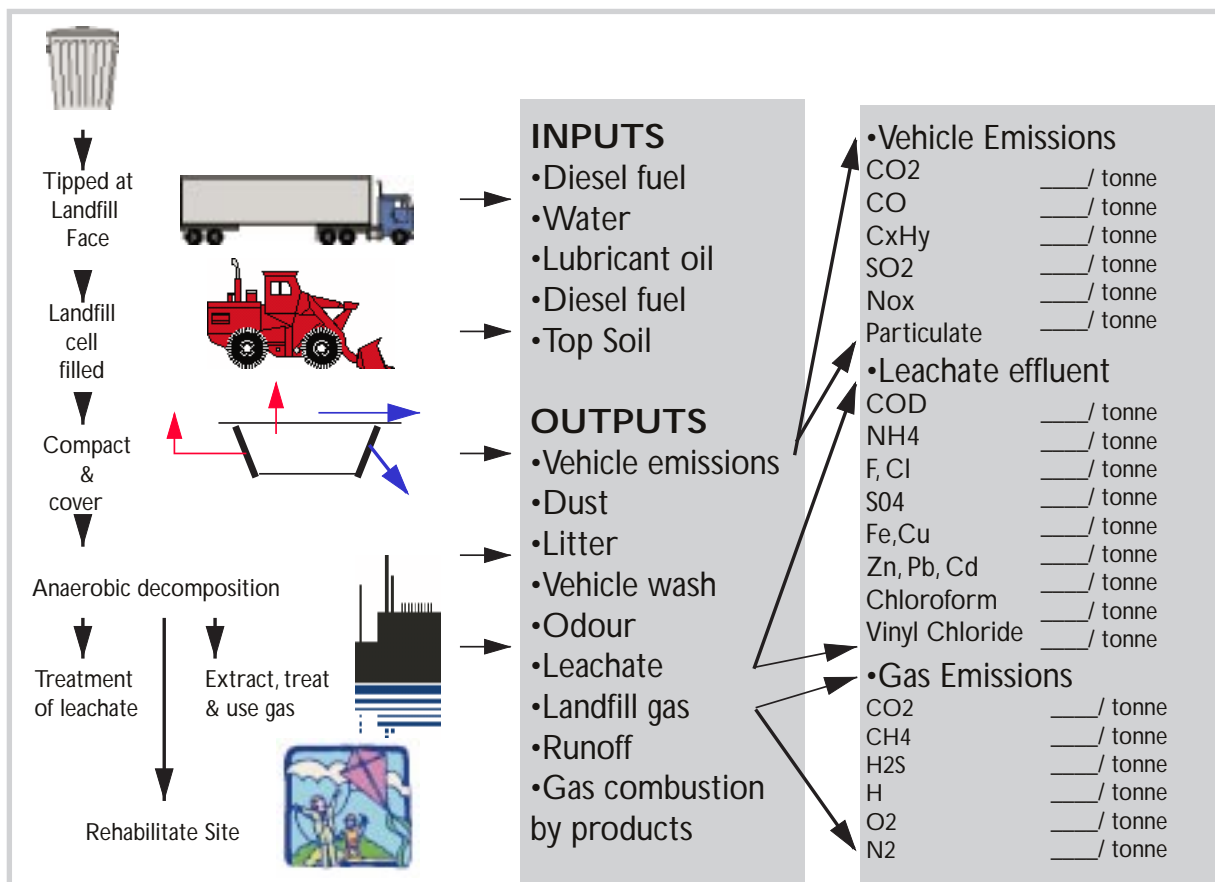 Tipped at
Landfill
Face
Landfill
cell
filled
Compact
&
cover
Anaerobic decomposition
Treatment
of leachate
Extract, treat
& use gas
Rehabilitate Site
INPUTS
•Diesel fuel
•Water
•Lubricant oil
•Diesel fuel
•Top Soil
OUTPUTS
•Vehicle emissions
•Dust
•Litter
•Vehicle wash
•Odour
•Leachate
•Landfill gas
•Runoff
•Gas combustion
by products
•Vehicle Emissions
CO2 ____/ tonne
CO ____/ tonne
CxHy ____/ tonne
SO2 ____/ tonne
Nox ____/ tonne
Particulate ____/ tonne
•Leachate effluent
COD ____/ tonne
NH4 ____/ tonne
F, Cl ____/ tonne
S04 ____/ tonne
Fe,Cu ____/ tonne
Zn, Pb, Cd ____/ tonne
Chloroform ____/ tonne
Vinyl Chloride ____/ tonne
____/ tonne
•Gas Emissions
CO2 ____/ tonne
CH4 ____/ tonne
H2S ____/ tonne
H ____/ tonne
O2 ____/ tonne
N2 ____/ tonne